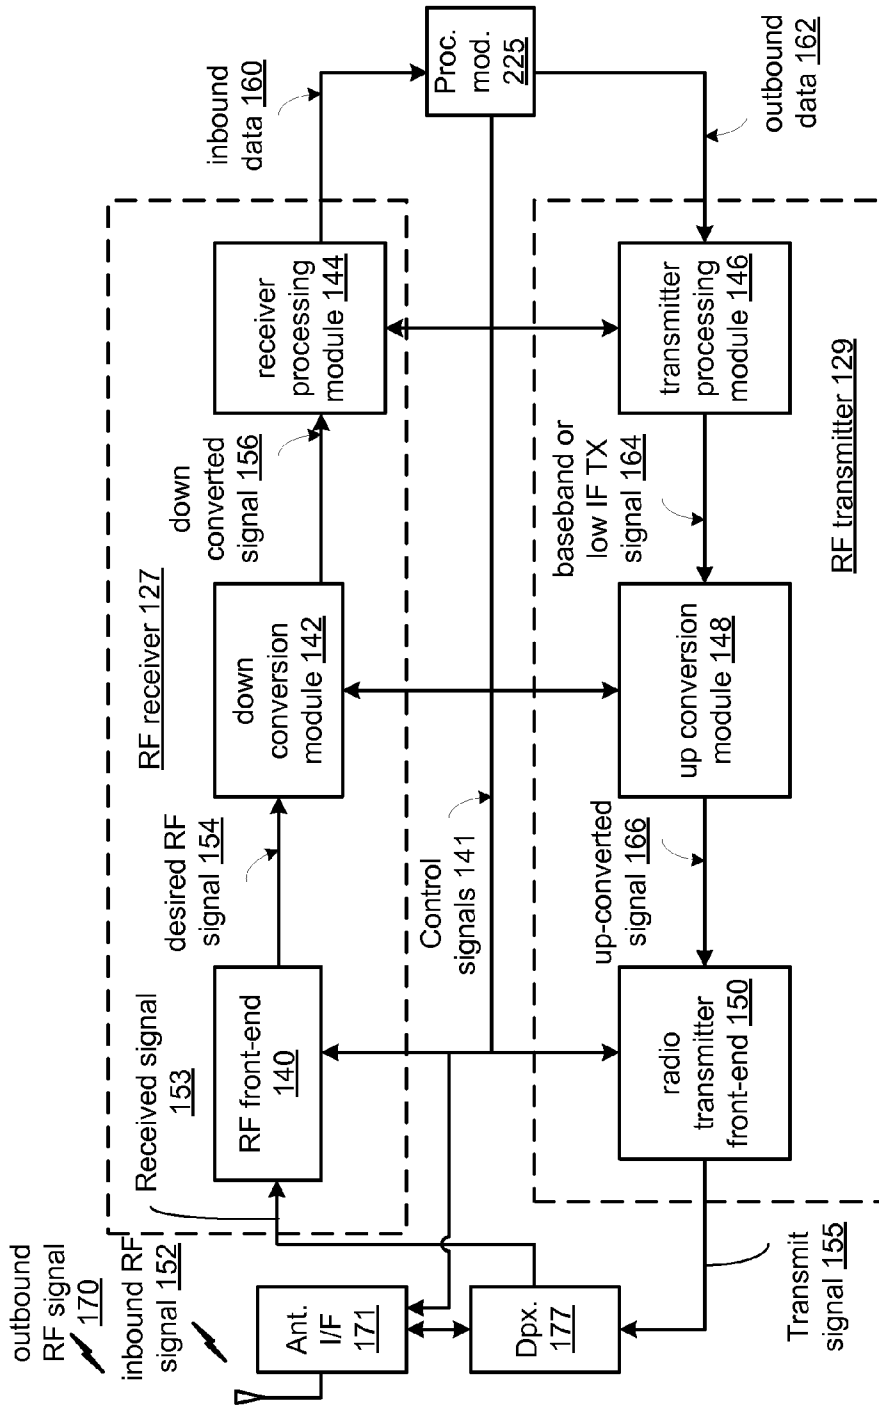 outbound
RF signal
170
inbound RF
signal 152
Ant.
I/F
171
Dpx.
177
Transmit
signal 155
Received signal
153
RF receiver 127
RF front-end
140
desired RF
signal 154
down
conversion
module 142
down
converted
signal 156
receiver
processing
module 144
inbound
data 160
Proc.
mod.
225
Control
signals 141
outbound
data 162
transmitter
processing
module 146
baseband or
low IF TX
signal 164
up conversion
module 148
up-converted
signal 166
radio
transmitter
front-end 150
RF transmitter 129